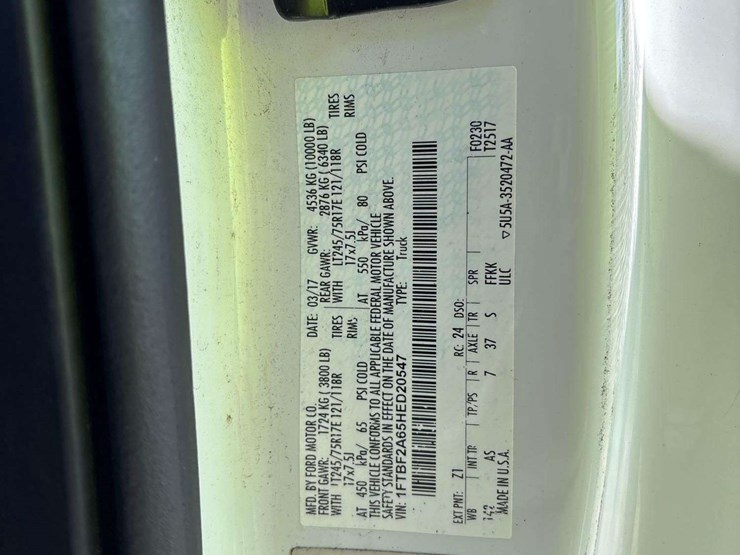 MFD. BY FORD MOTOR CO.
DATE: 03/17 GVWR: 4536 KG (10000 LB)
FRONT GAWR: 1724 KG (3800 LB) REAR GAWR: 2876 KG (6340 LB)
WITH LT245/75R17E 121/118R TIRES WITH LT245/75R17E 121/118R TIRES
17x7.5J RIMS 17x7.5J RIMS
AT 450 kPa/ 65 PSI COLD AT 550 kPa/ 80 PSI COLD
THIS VEHICLE CONFORMS TO ALL APPLICABLE FEDERAL MOTOR VEHICLE
SAFETY STANDARDS IN EFFECT ON THE DATE OF MANUFACTURE SHOWN ABOVE.
VIN: 1FTBF2A65HED20547 TYPE: Truck
F0230
T2517
EXT PNT: Z1 RC: 24 DSO:
WB INT TR TP/PS R AXLE TR SPR
142 AS 7 37 S FFKK
MADE IN U.S.A. ULC
▽5U5A-3520472-AA